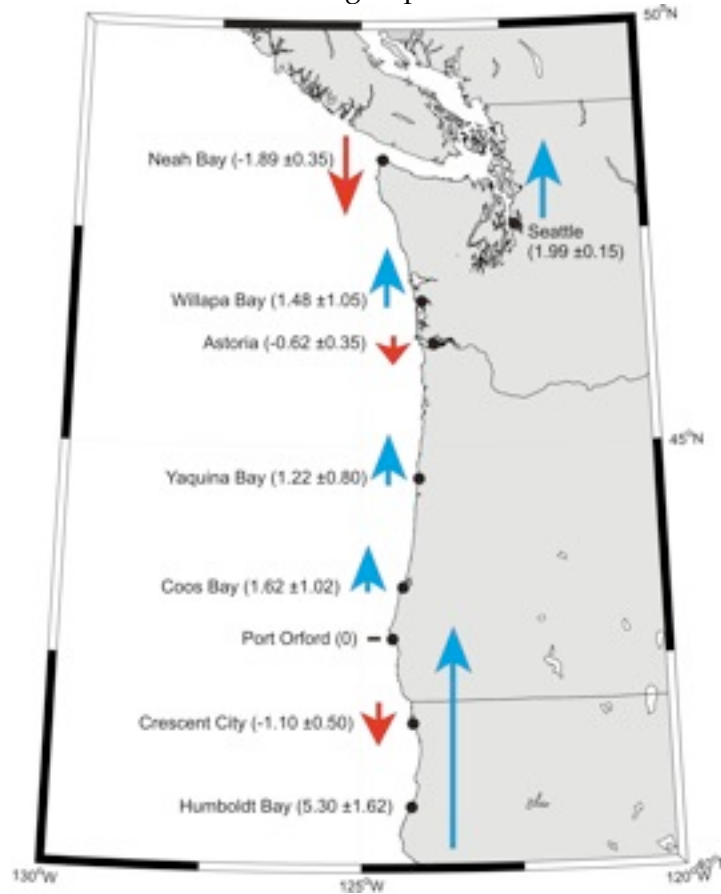 50°N
Neah Bay (-1.89 ±0.35)
Seattle
(1.99 ±0.15)
Willapa Bay (1.48 ±1.05)
Astoria (-0.62 ±0.35)
45°N
Yaquina Bay (1.22 ±0.80)
Coos Bay (1.62 ±1.02)
Port Orford (0)
Crescent City (-1.10 ±0.50)
Humboldt Bay (5.30 ±1.62)
40°N
130°W
125°W
120°W